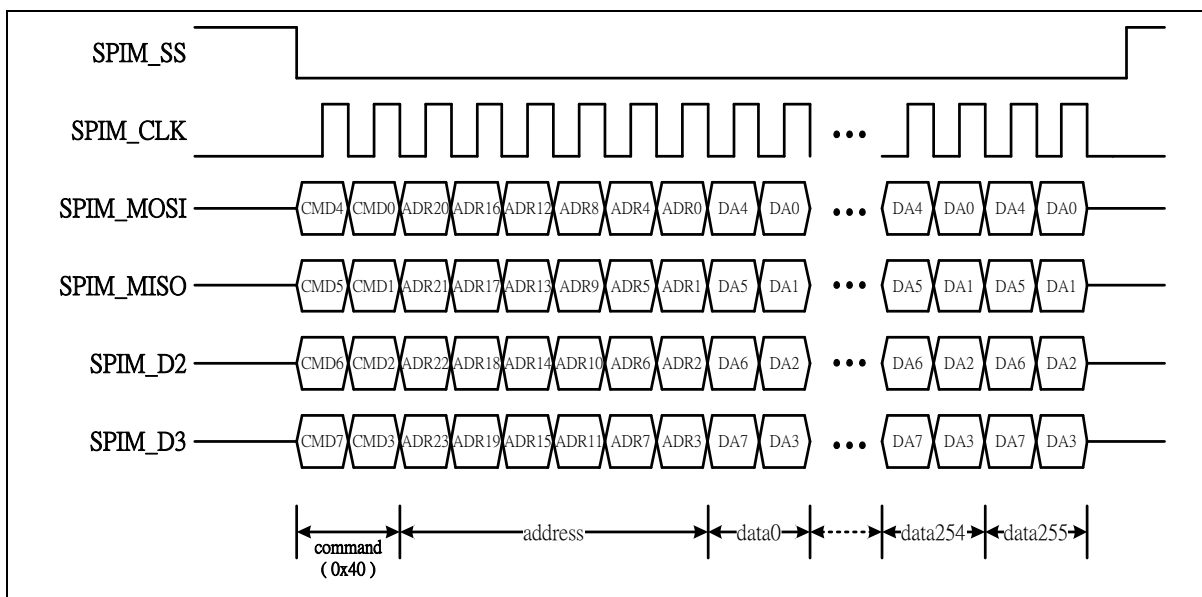 SPIM_SS
SPIM_CLK •••
SPIM_MOSI CMD4 CMD0 ADR20 ADR16 ADR12 ADR8 ADR4 ADR0 DA4 DA0 ••• DA4 DA0 DA4 DA0
SPIM_MISO CMD5 CMD1 ADR21 ADR17 ADR13 ADR9 ADR5 ADR1 DA5 DA1 ••• DA5 DA1 DA5 DA1
SPIM_D2 CMD6 CMD2 ADR22 ADR18 ADR14 ADR10 ADR6 ADR2 DA6 DA2 ••• DA6 DA2 DA6 DA2
SPIM_D3 CMD7 CMD3 ADR23 ADR19 ADR15 ADR11 ADR7 ADR3 DA7 DA3 ••• DA7 DA3 DA7 DA3
command address data0 data254 data255
( 0x40 )